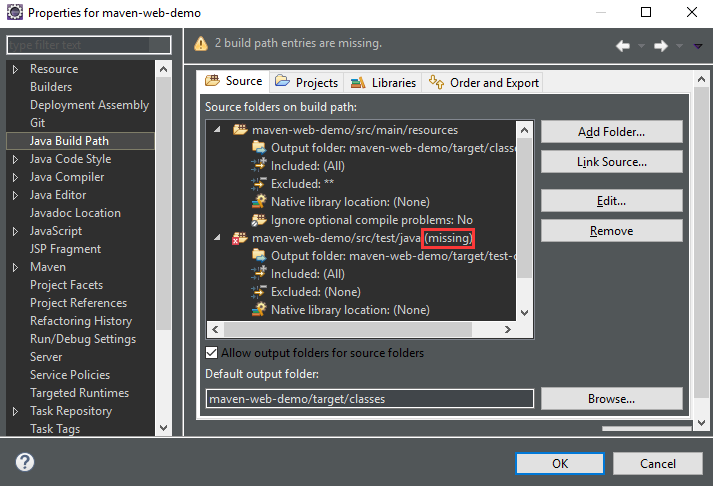 Properties for maven-web-demo
type filter text
2 build path entries are missing.
Resource
Builders
Deployment Assembly
Git
Java Build Path
Java Code Style
Java Compiler
Java Editor
Javadoc Location
JavaScript
JSP Fragment
Maven
Project Facets
Project References
Refactoring History
Run/Debug Settings
Server
Service Policies
Targeted Runtimes
Task Repository
Task Tags
Source Projects Libraries Order and Export
Source folders on build path:
maven-web-demo/src/main/resources
Output folder: maven-web-demo/target/classe
Included: (All)
Excluded: **
Native library location: (None)
Ignore optional compile problems: No
maven-web-demo/src/test/java (missing)
Output folder: maven-web-demo/target/test-c
Included: (All)
Excluded: (None)
Native library location: (None)
Add Folder...
Link Source...
Edit...
Remove
Allow output folders for source folders
Default output folder:
maven-web-demo/target/classes
Browse...
OK
Cancel